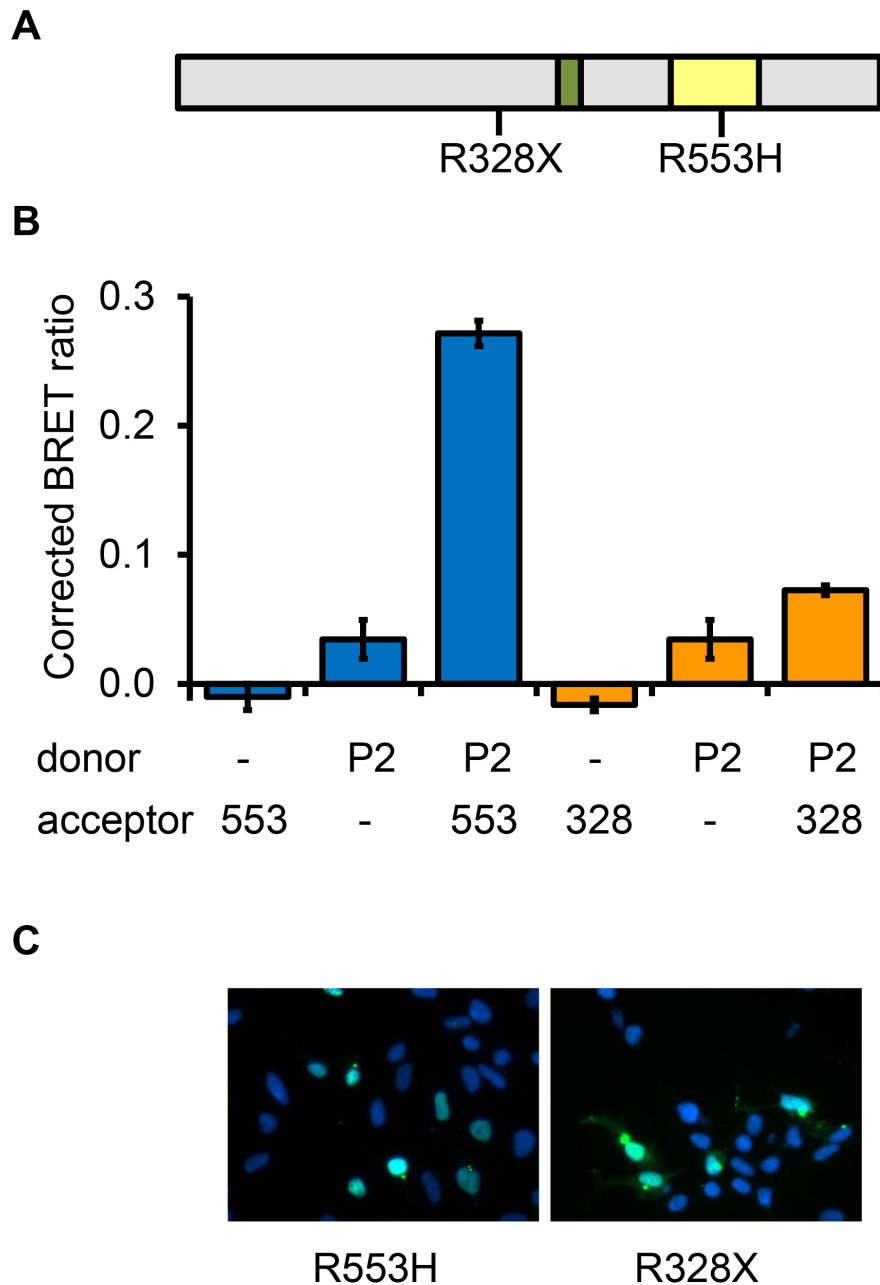 A
R328X R553H
B
Corrected BRET ratio
0.3
0.2
0.1
0.0
donor - P2 P2 - P2 P2
acceptor 553 - 553 328 - 328
C
R553H R328X